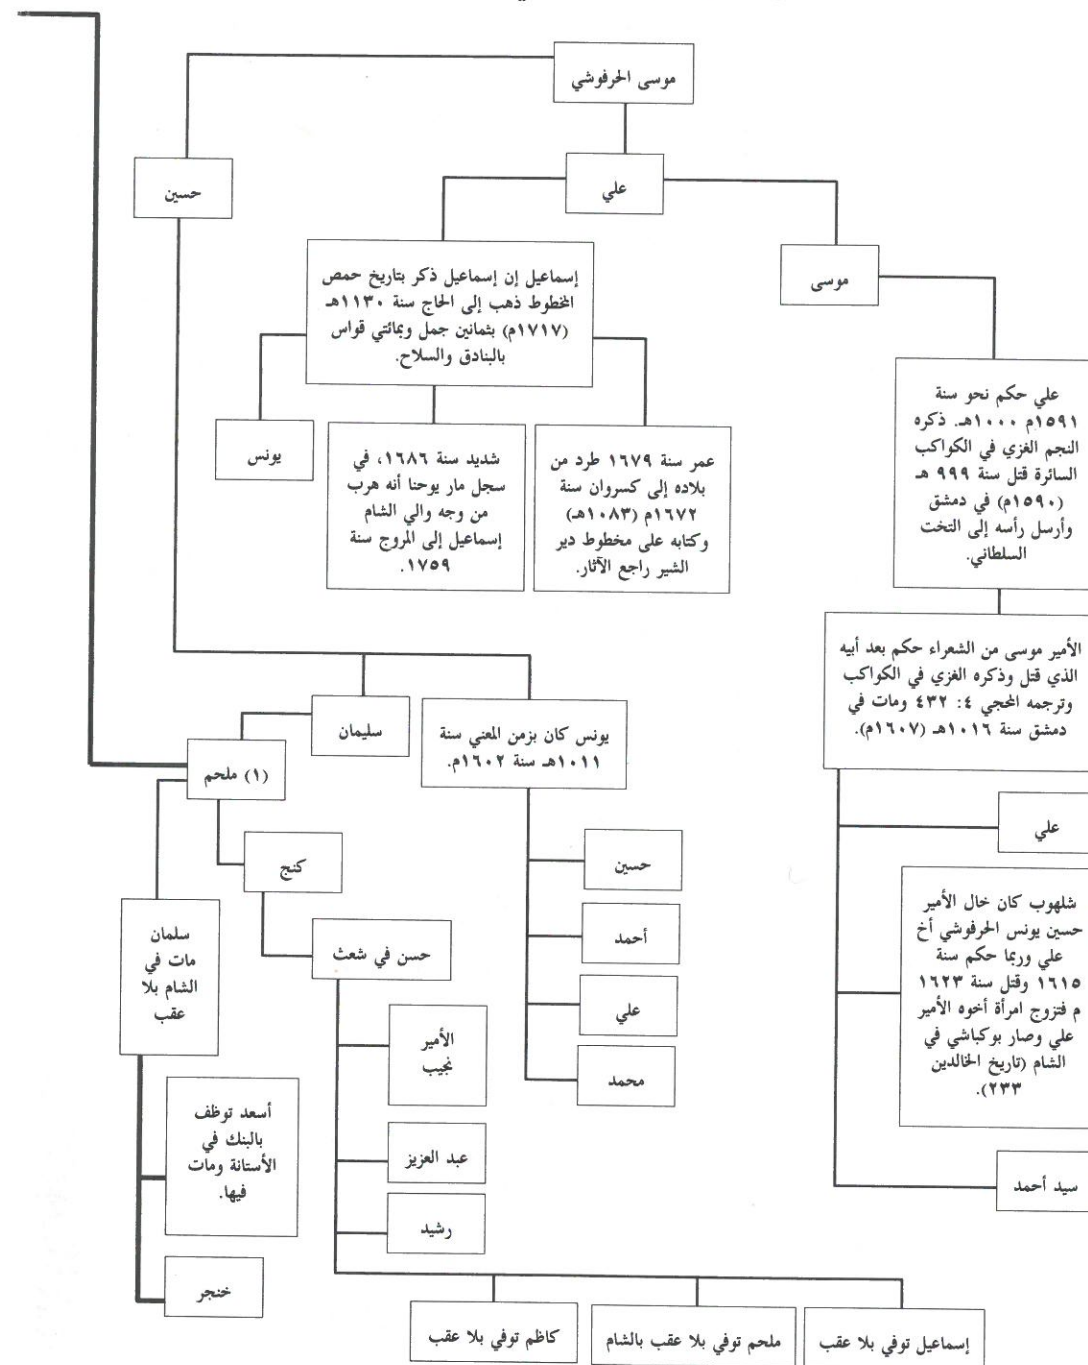 موسى الحرفوشي
علي
حسين
موسى
إسماعيل إن إسماعيل ذكر بتاريخ حمص
المخطوط ذهب إلى الحاج سنة ١١٣٠هـ
(١٧١٧م) بثمانين جمل وبمائتي قواس
بالبنادق والسلاح.
علي حكم نحو سنة
١٥٩١م ١٠٠٠هـ. ذكره
النجم الغزي في الكواكب
السائرة قتل سنة ٩٩٩ هـ
(١٥٩٠م) في دمشق
وأرسل رأسه إلى التخت
السلطاني.
عمر سنة ١٦٧٩ طرد من
بلاده إلى كسروان سنة
١٦٧٢م (١٠٨٣هـ)
وكتابه على مخطوط دير
الشير راجع الآثار.
شديد سنة ١٦٨٦، في
سجل مار يوحنا أنه هرب
من وجه والي الشام
إسماعيل إلى المروج سنة
١٧٥٩.
يونس
الأمير موسى من الشعراء حكم بعد أبيه
الذي قتل وذكره الغزي في الكواكب
وترجمه المحجي ٤: ٤٣٢ ومات في
دمشق سنة ١٠١٦هـ (١٦٠٧م).
يونس كان بزمن المعني سنة
١٠١١هـ سنة ١٦٠٢م.
سليمان
(١) ملحم
علي
شلهوب كان خال الأمير
حسين يونس الحرفوشي أخ
علي وربما حكم سنة
١٦١٥ وقتل سنة ١٦٢٣
م فتزوج امرأة أخوه الأمير
علي وصار بوكباشي في
الشام (تاريخ الخالدين
٢٣٣).
سيد أحمد
حسين
أحمد
علي
محمد
كنج
حسن في شعث
سلمان
مات في
الشام بلا
عقب
الأمير
نجيب
عبد العزيز
رشيد
أسعد توظف
بالبنك في
الأستانة ومات
فيها.
خنجر
إسماعيل توفي بلا عقب
ملحم توفي بلا عقب بالشام
كاظم توفي بلا عقب